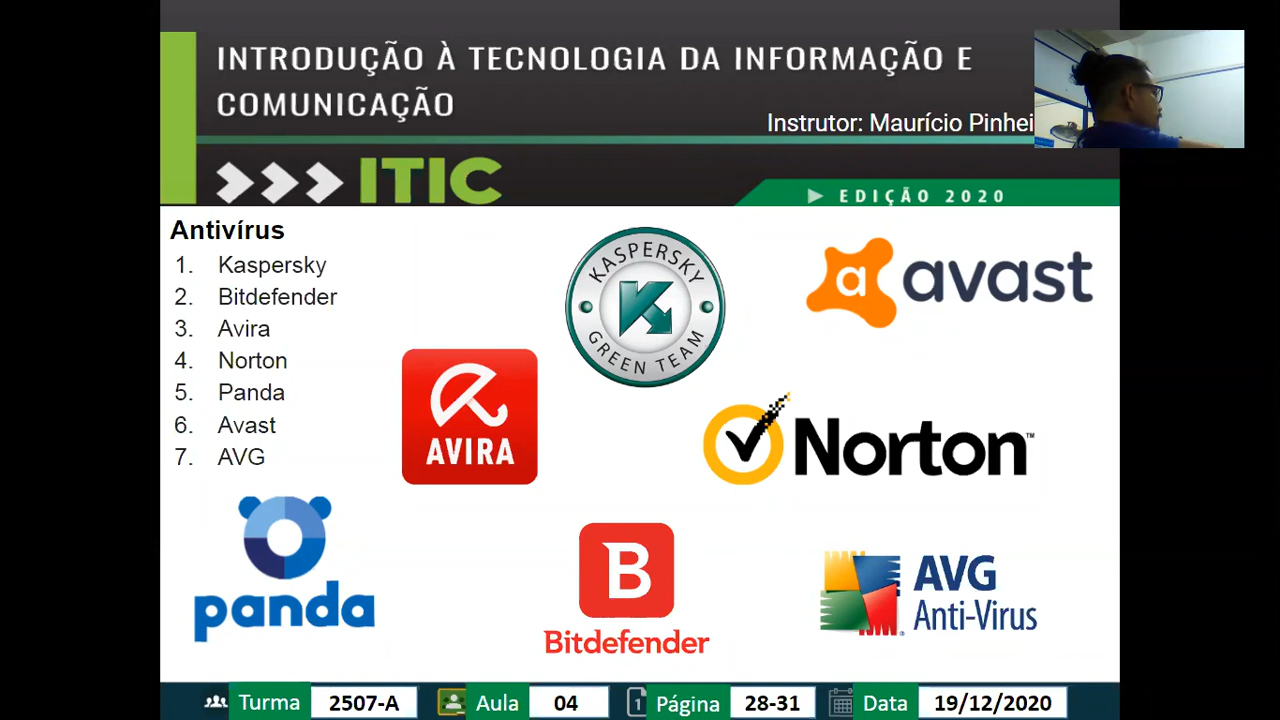 INTRODUÇÃO À TECNOLOGIA DA INFORMAÇÃO E
COMUNICAÇÃO
Instrutor: Maurício Pinhei
ITIC
EDIÇÃO 2020
Antivírus
1. Kaspersky
2. Bitdefender
3. Avira
4. Norton
5. Panda
6. Avast
7. AVG
KASPERSKY
GREEN TEAM
a avast
AVIRA
Norton™
panda
B
Bitdefender
AVG
Anti-Virus
Turma 2507-A Aula 04 1 Página 28-31 Data 19/12/2020